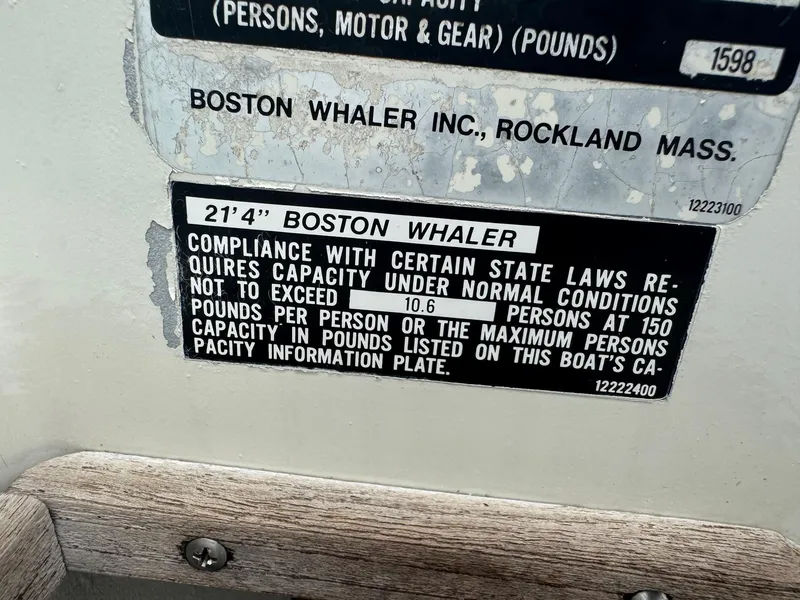 CAPACITY
(PERSONS, MOTOR & GEAR) (POUNDS) 1598
BOSTON WHALER INC., ROCKLAND MASS.
12223100
21'4" BOSTON WHALER
COMPLIANCE WITH CERTAIN STATE LAWS RE-
QUIRES CAPACITY UNDER NORMAL CONDITIONS
NOT TO EXCEED 10.6 PERSONS AT 150
POUNDS PER PERSON OR THE MAXIMUM PERSONS
CAPACITY IN POUNDS LISTED ON THIS BOAT'S CA-
PACITY INFORMATION PLATE.
12222400